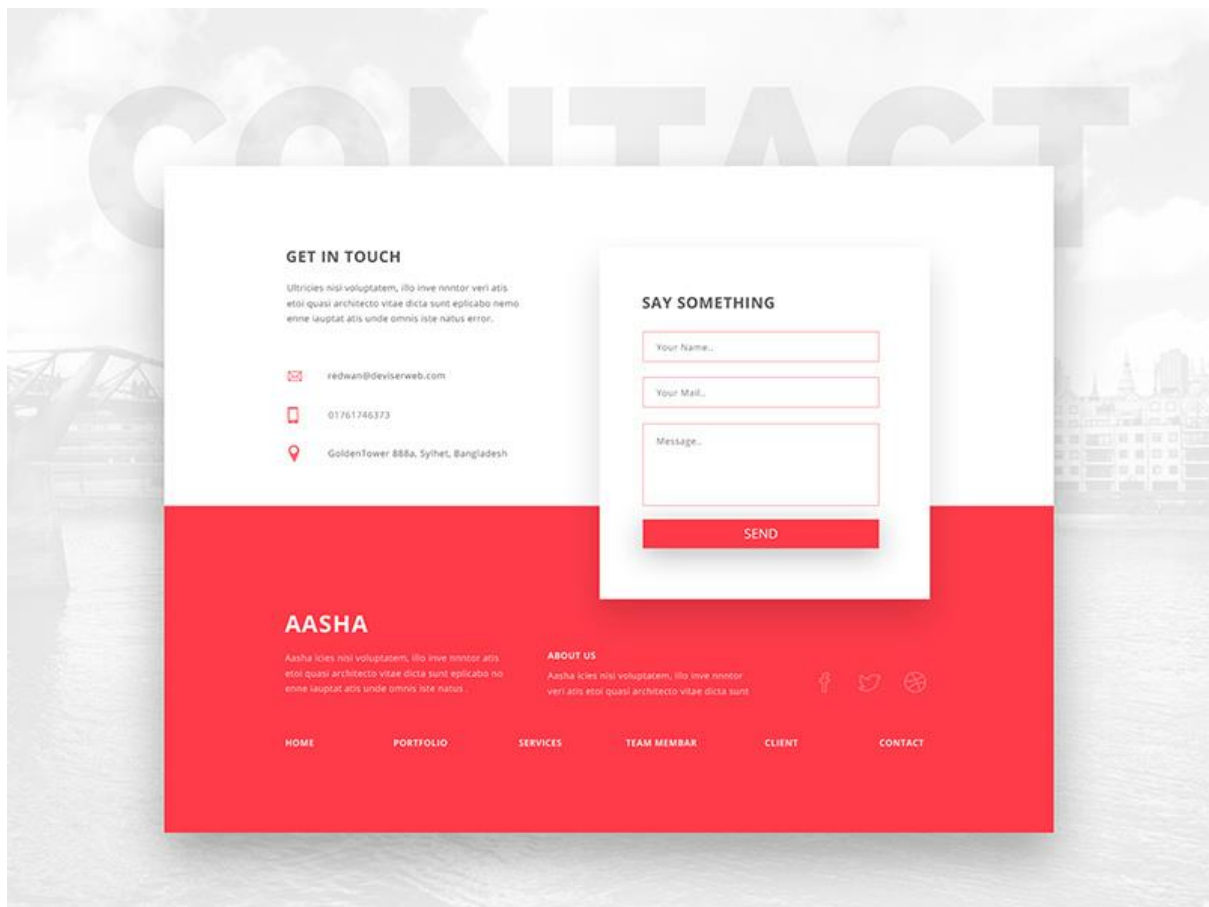 CONTACT
GET IN TOUCH
Ultricies nisi voluptatem, illo inve nnntor veri atis
etoi quasi architecto vitae dicta sunt eplicabo nemo
enne iauptat atis unde omnis iste natus error.
redwan@deviserweb.com
01761746373
GoldenTower 888a, Sylhet, Bangladesh
SAY SOMETHING
Your Name..
Your Mail..
Message..
SEND
AASHA
Aasha icies nisi voluptatem, illo inve nnntor atis
etoi quasi architecto vitae dicta sunt eplicabo no
enne iauptat atis unde omnis iste natus .
ABOUT US
Aasha icies nisi voluptatem, illo inve nnntor
veri atis etoi quasi architecto vitae dicta sunt
HOME PORTFOLIO SERVICES TEAM MEMBAR CLIENT CONTACT